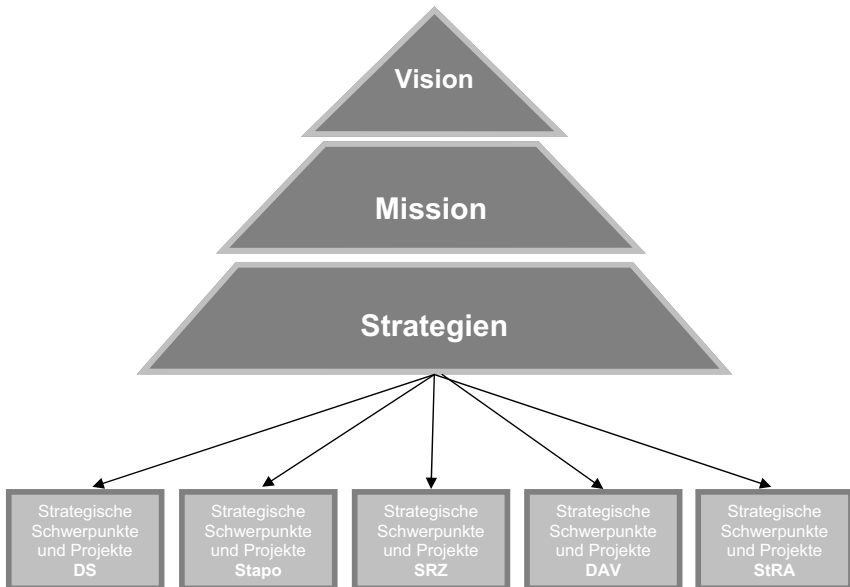 Vision
Mission
Strategien
Strategische
Schwerpunkte
und Projekte
DS
Strategische
Schwerpunkte
und Projekte
Stapo
Strategische
Schwerpunkte
und Projekte
SRZ
Strategische
Schwerpunkte
und Projekte
DAV
Strategische
Schwerpunkte
und Projekte
StRA